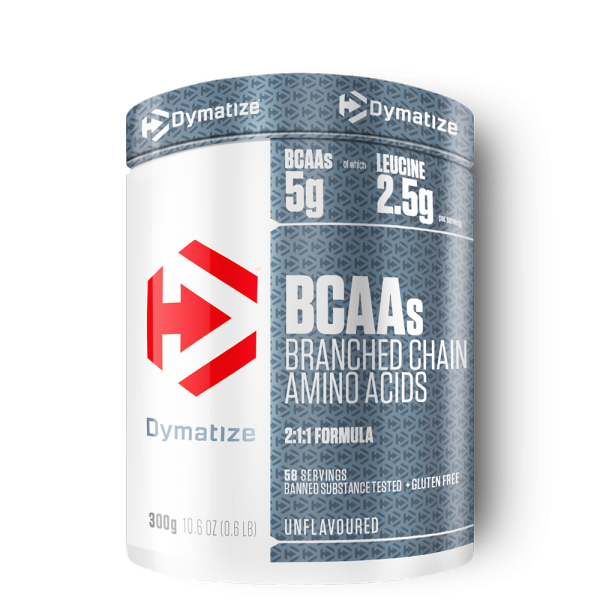 Dymatize Dymatize
BCAAs of which LEUCINE
5g 2.5g per serving
BCAAs
BRANCHED CHAIN
AMINO ACIDS
Dymatize
2:1:1 FORMULA
58 SERVINGS
BANNED SUBSTANCE TESTED + GLUTEN FREE
300g 10.6 OZ (0.6 LB)
UNFLAVOURED